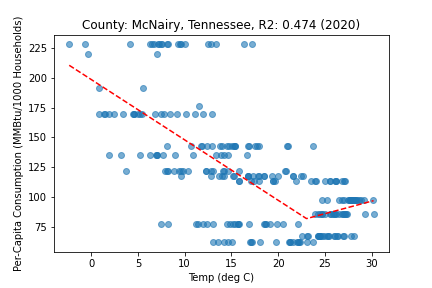 County: McNairy, Tennessee, R2: 0.474 (2020)
Per-Capita Consumption (MMBtu/1000 Households)
225
200
175
150
125
100
75
0 5 10 15 20 25 30
Temp (deg C)